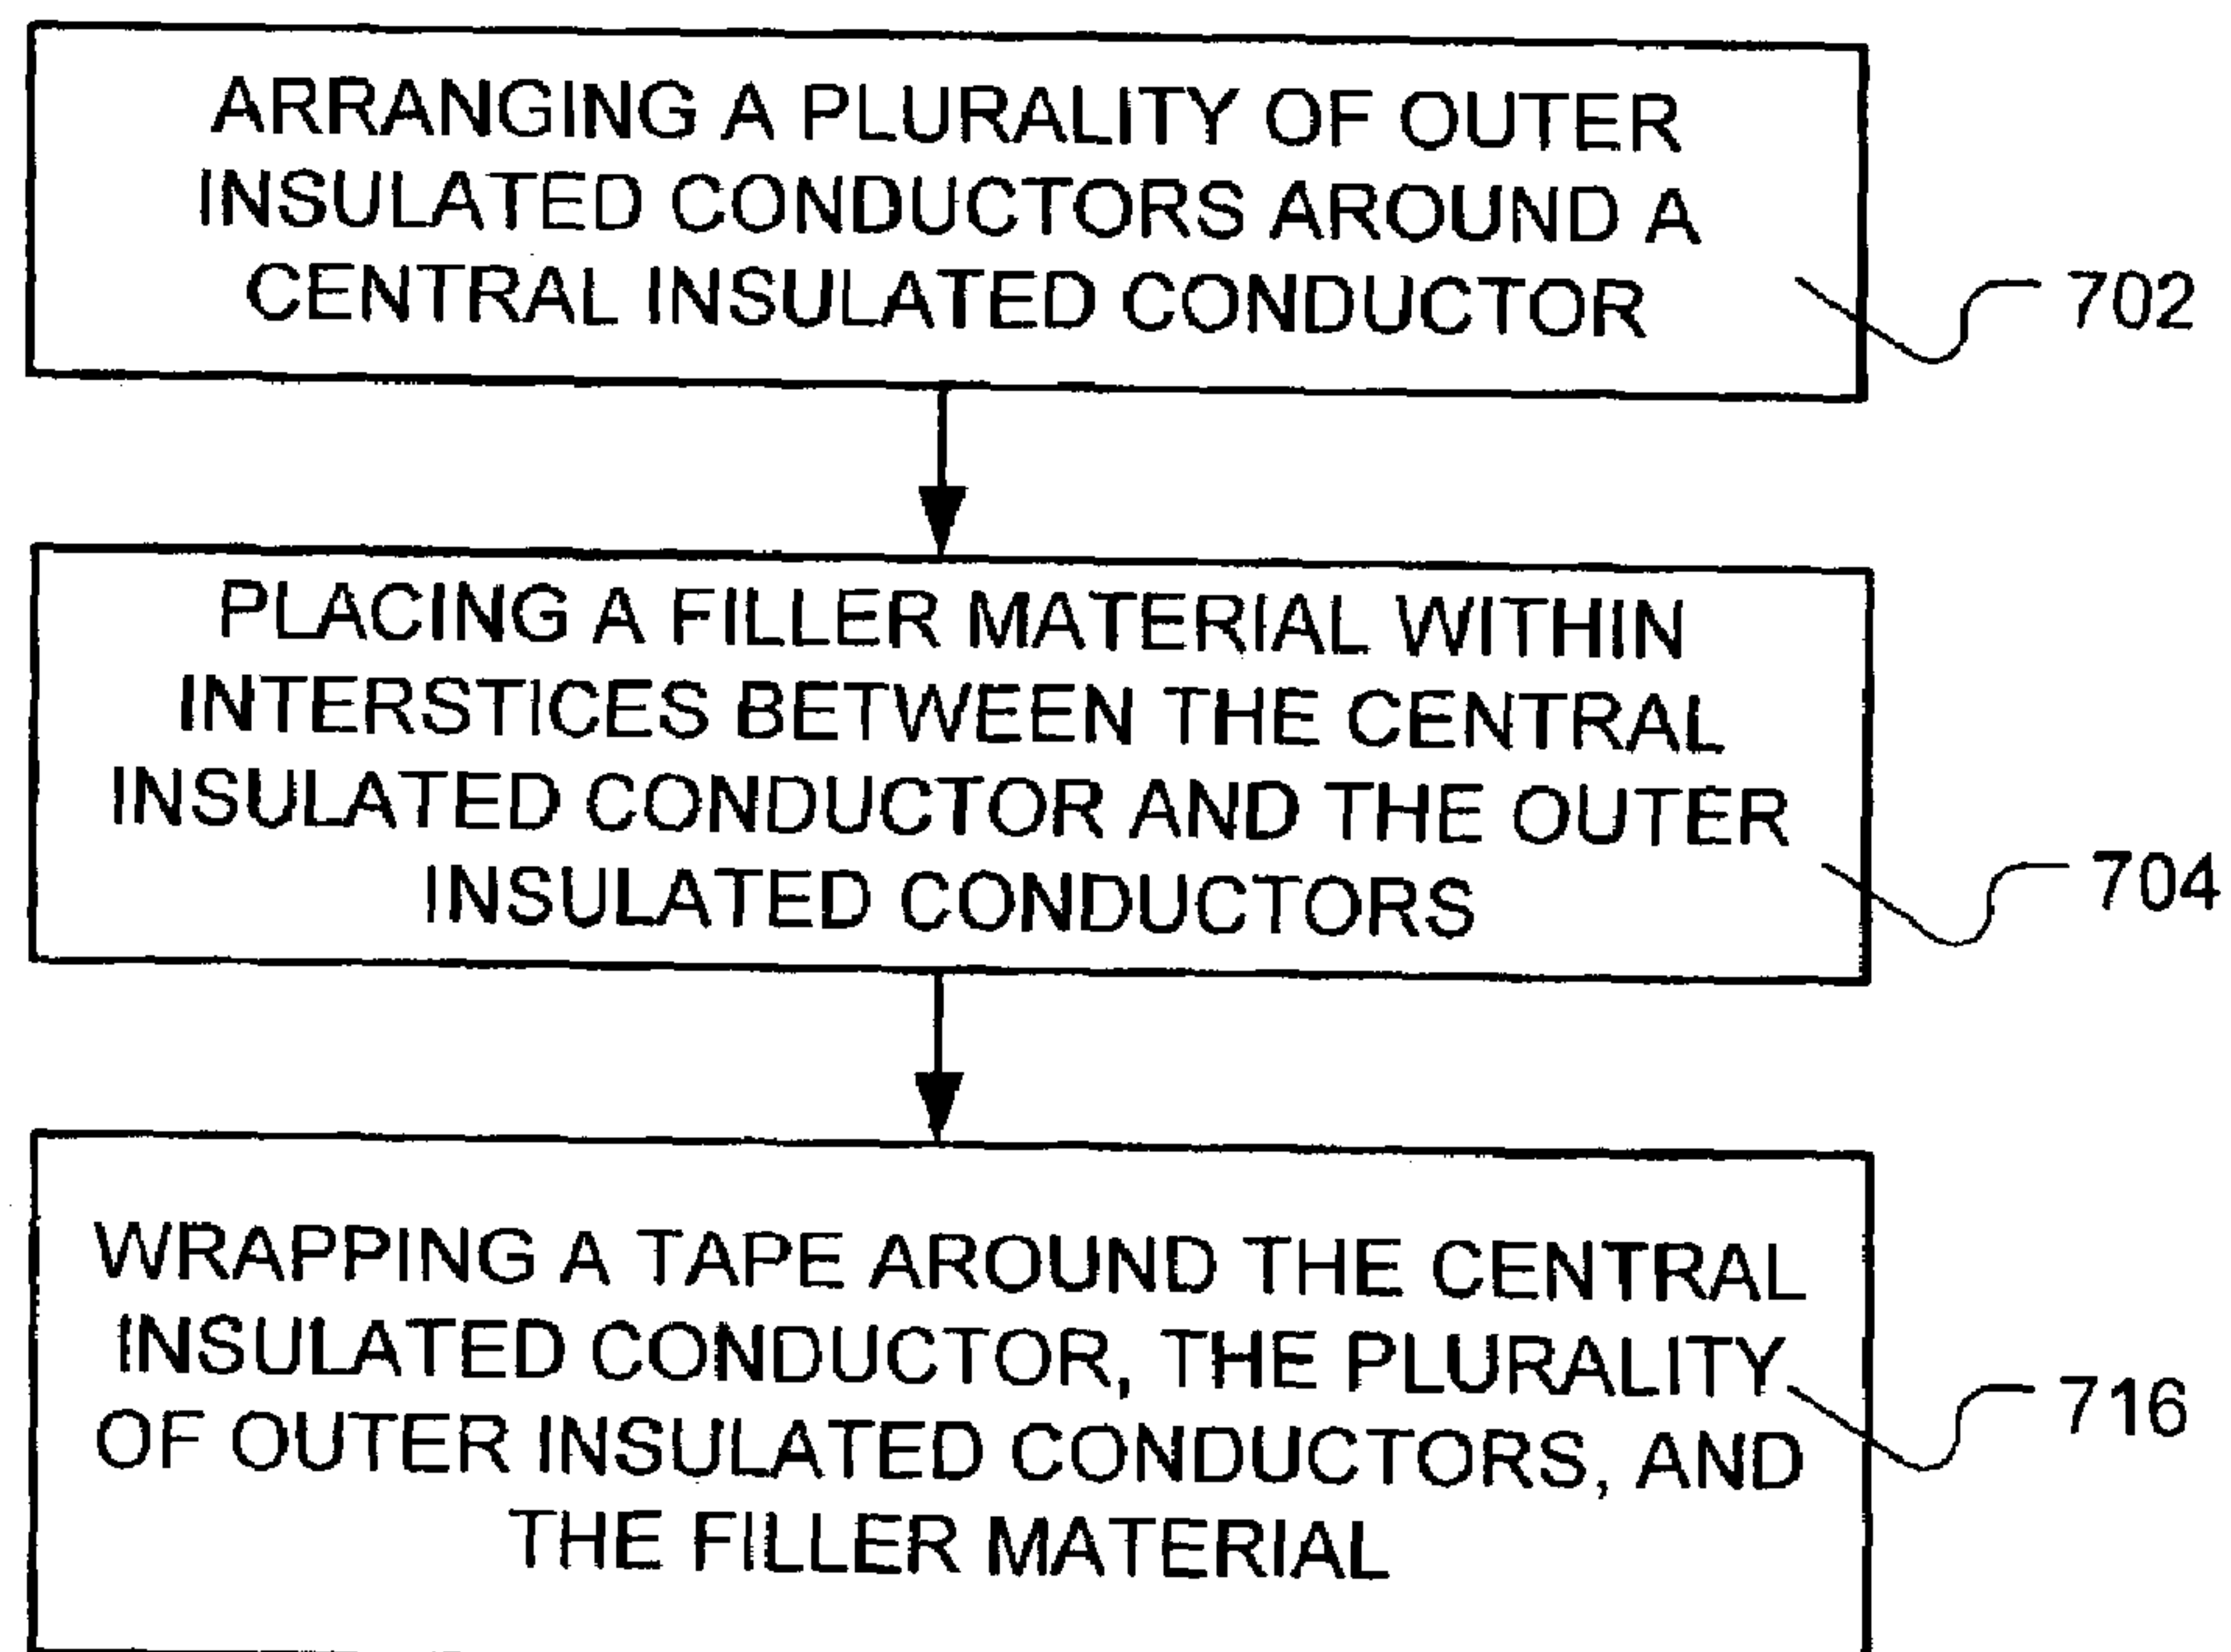 ARRANGING A PLURALITY OF OUTER
INSULATED CONDUCTORS AROUND A
CENTRAL INSULATED CONDUCTOR
702
PLACING A FILLER MATERIAL WITHIN
INTERSTICES BETWEEN THE CENTRAL
INSULATED CONDUCTOR AND THE OUTER
INSULATED CONDUCTORS
704
WRAPPING A TAPE AROUND THE CENTRAL
INSULATED CONDUCTOR, THE PLURALITY
OF OUTER INSULATED CONDUCTORS, AND
THE FILLER MATERIAL
716